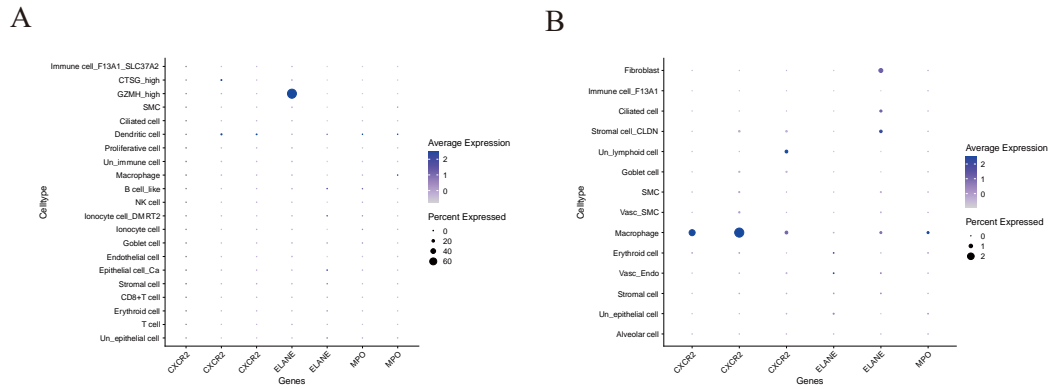 A
Immune cell_F13A1_SLC37A2
CTSG_high
GZMH_high
SMC
Ciliated cell
Dendritic cell
Proliferative cell
Un_immune cell
Macrophage
B cell_like
NK cell
Ionocyte cell_DMRT2
Ionocyte cell
Goblet cell
Endothelial cell
Epithelial cell_Ca
Stromal cell
CD8+T cell
Erythroid cell
T cell
Un_epithelial cell
Celltype
CXCR2
CXCR2
CXCR2
ELANE
ELANE
MPO
MPO
Genes
Average Expression
2
1
0
Percent Expressed
0
20
40
60
B
Fibroblast
Immune cell_F13A1
Ciliated cell
Stromal cell_CLDN
Un_lymphoid cell
Goblet cell
SMC
Vasc_SMC
Macrophage
Erythroid cell
Vasc_Endo
Stromal cell
Un_epithelial cell
Alveolar cell
Celltype
CXCR2
CXCR2
CXCR2
ELANE
ELANE
MPO
Genes
Average Expression
2
1
0
Percent Expressed
0
1
2